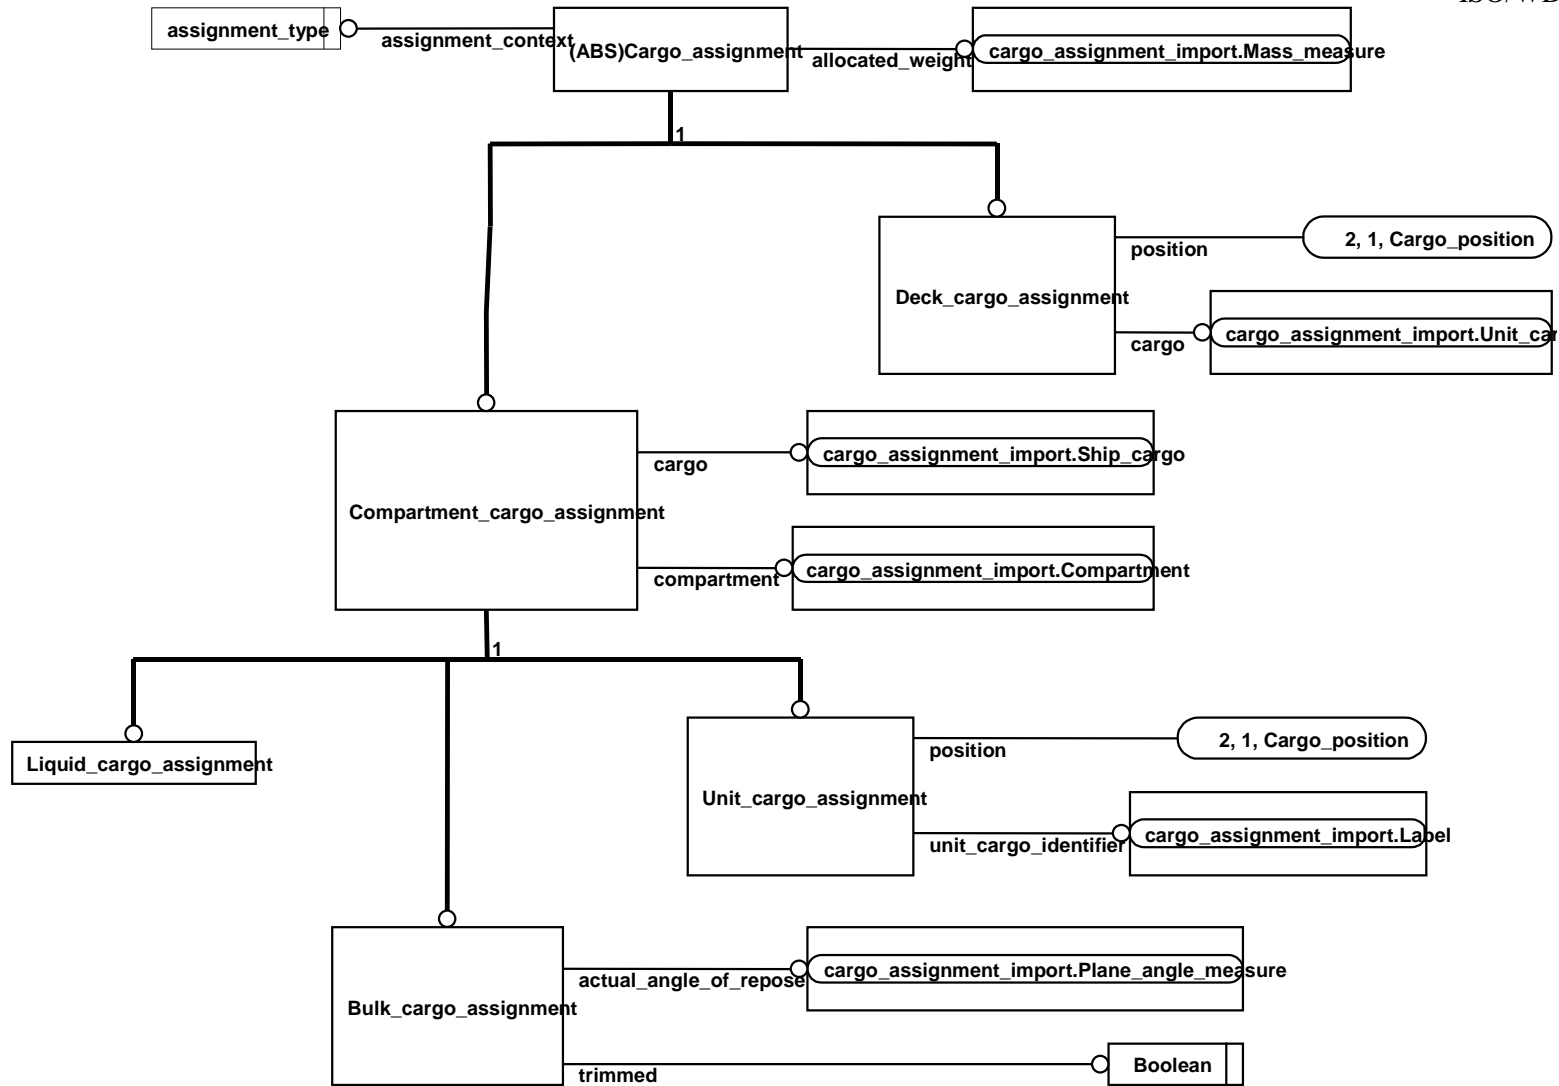 assignment_type
assignment_context
(ABS)Cargo_assignment
allocated_weight
cargo_assignment_import.Mass_measure
1
position
2, 1, Cargo_position
Deck_cargo_assignment
cargo
cargo_assignment_import.Unit_car
cargo
cargo_assignment_import.Ship_cargo
Compartment_cargo_assignment
compartment
cargo_assignment_import.Compartment
1
Liquid_cargo_assignment
position
2, 1, Cargo_position
Unit_cargo_assignment
unit_cargo_identifier
cargo_assignment_import.Label
actual_angle_of_repose
cargo_assignment_import.Plane_angle_measure
Bulk_cargo_assignment
trimmed
Boolean